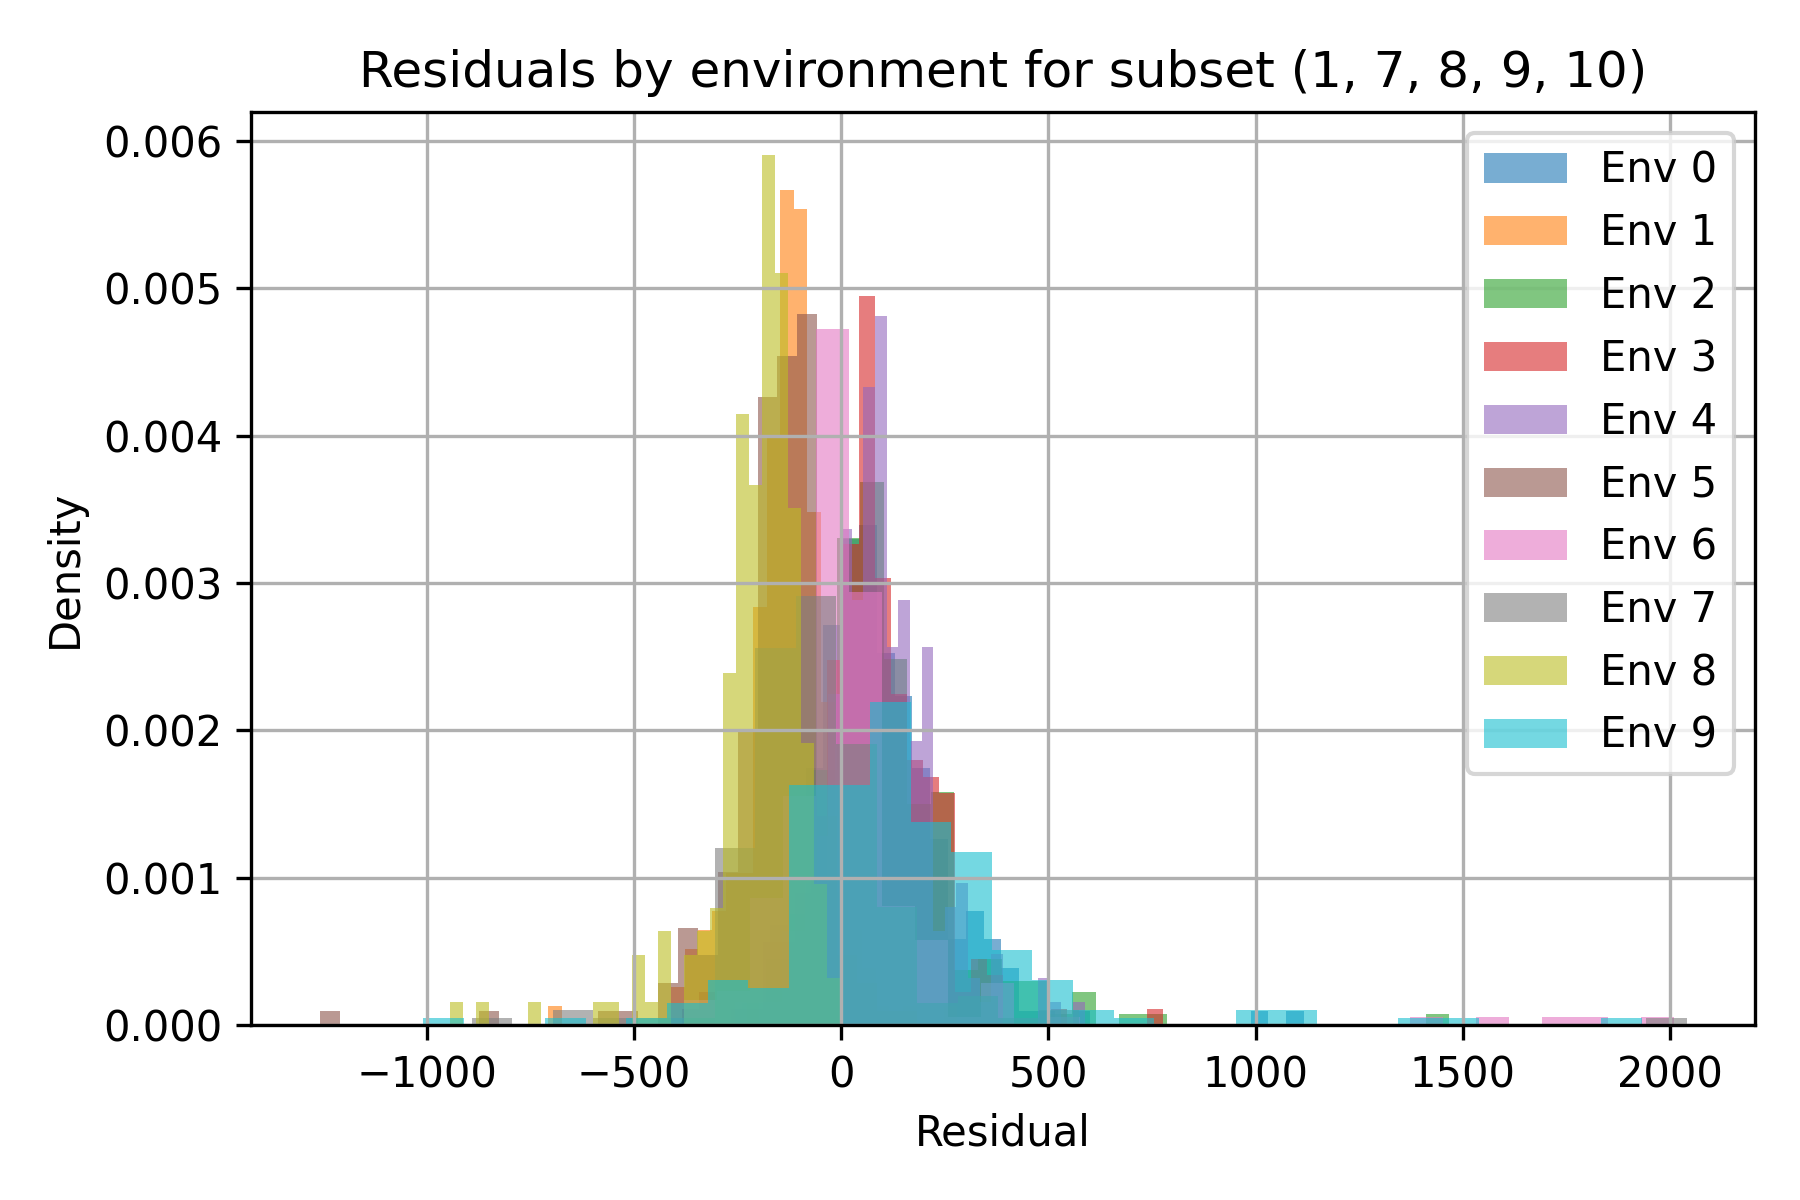 Residuals by environment for subset (1, 7, 8, 9, 10)
0.006
0.005
0.004
0.003
0.002
0.001
0.000
Density
Env 0
Env 1
Env 2
Env 3
Env 4
Env 5
Env 6
Env 7
Env 8
Env 9
−1000 −500 0 500 1000 1500 2000
Residual